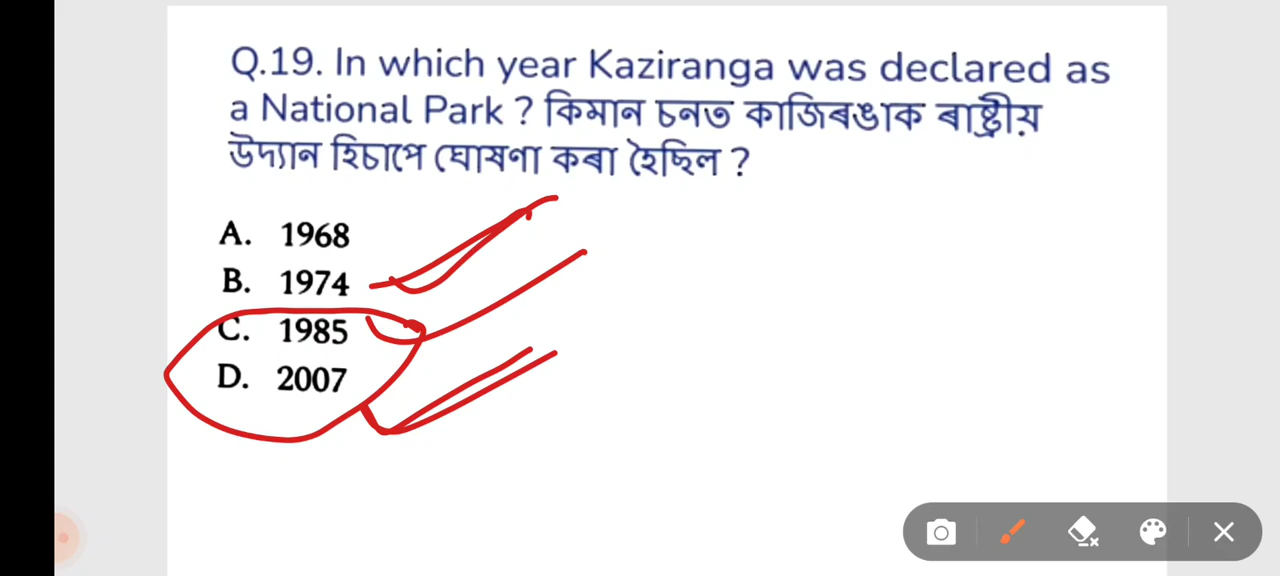 Q.19. In which year Kaziranga was declared as
a National Park ? কিমান চনত কাজিৰঙাক ৰাষ্ট্ৰীয়
উদ্যান হিচাপে ঘোষণা কৰা হৈছিল ?
A. 1968
B. 1974
C. 1985
D. 2007